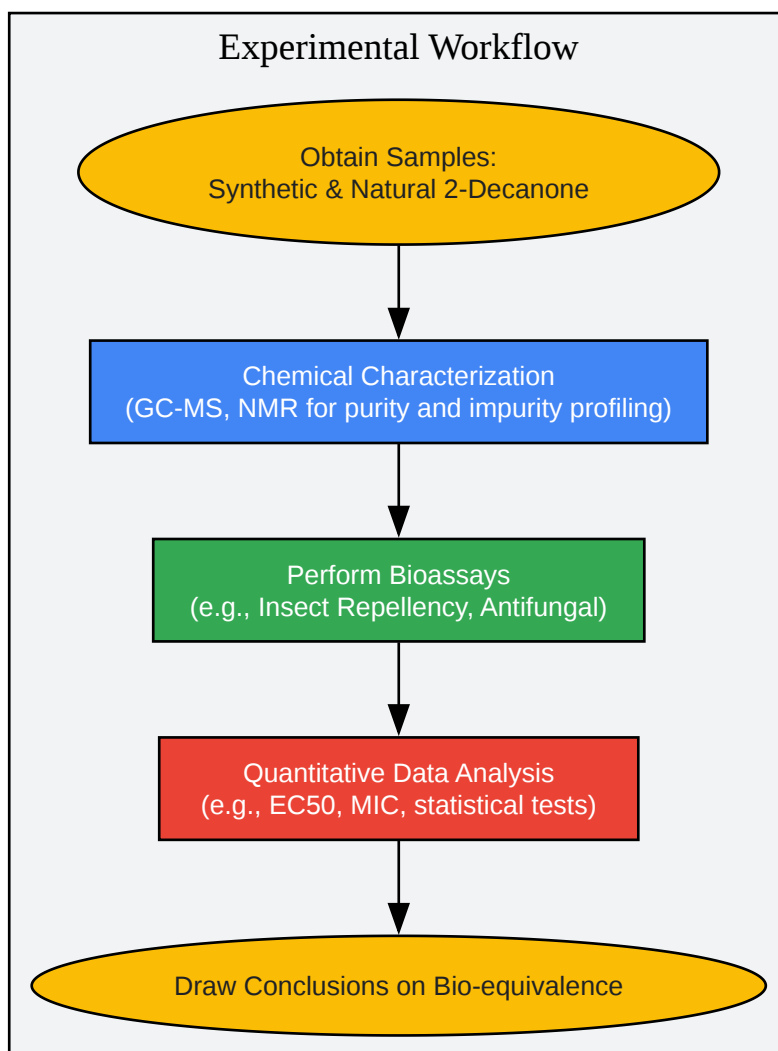 Experimental Workflow
Obtain Samples:
Synthetic & Natural 2-Decanone
Chemical Characterization
(GC-MS, NMR for purity and impurity profiling)
Perform Bioassays
(e.g., Insect Repellency, Antifungal)
Quantitative Data Analysis
(e.g., EC50, MIC, statistical tests)
Draw Conclusions on Bio-equivalence